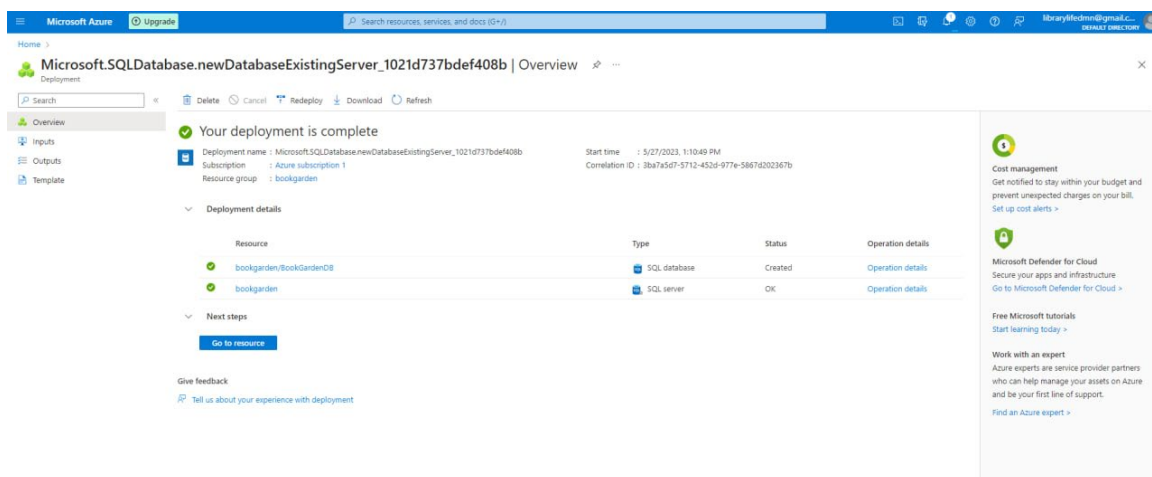 Microsoft Azure
Upgrade
Search resources, services, and docs (G+/)
1
librarylifedmn@gmail.c...
DEFAULT DIRECTORY
Home >
Microsoft.SQLDatabase.newDatabaseExistingServer_1021d737bdef408b | Overview
Deployment
Search
Delete Cancel Redeploy Download Refresh
Overview
Inputs
Outputs
Template
Your deployment is complete
Deployment name : Microsoft.SQLDatabase.newDatabaseExistingServer_1021d737bdef408b
Subscription : Azure subscription 1
Resource group : bookgarden
Start time : 5/27/2023, 1:10:49 PM
Correlation ID : 3ba7a5d7-5712-452d-977e-5867d202367b
Deployment details
Resource Type Status Operation details
bookgarden/BookGardenDB SQL database Created Operation details
bookgarden SQL server OK Operation details
Next steps
Go to resource
Give feedback
Tell us about your experience with deployment
Cost management
Get notified to stay within your budget and
prevent unexpected charges on your bill.
Set up cost alerts >
Microsoft Defender for Cloud
Secure your apps and infrastructure
Go to Microsoft Defender for Cloud >
Free Microsoft tutorials
Start learning today >
Work with an expert
Azure experts are service provider partners
who can help manage your assets on Azure
and be your first line of support.
Find an Azure expert >